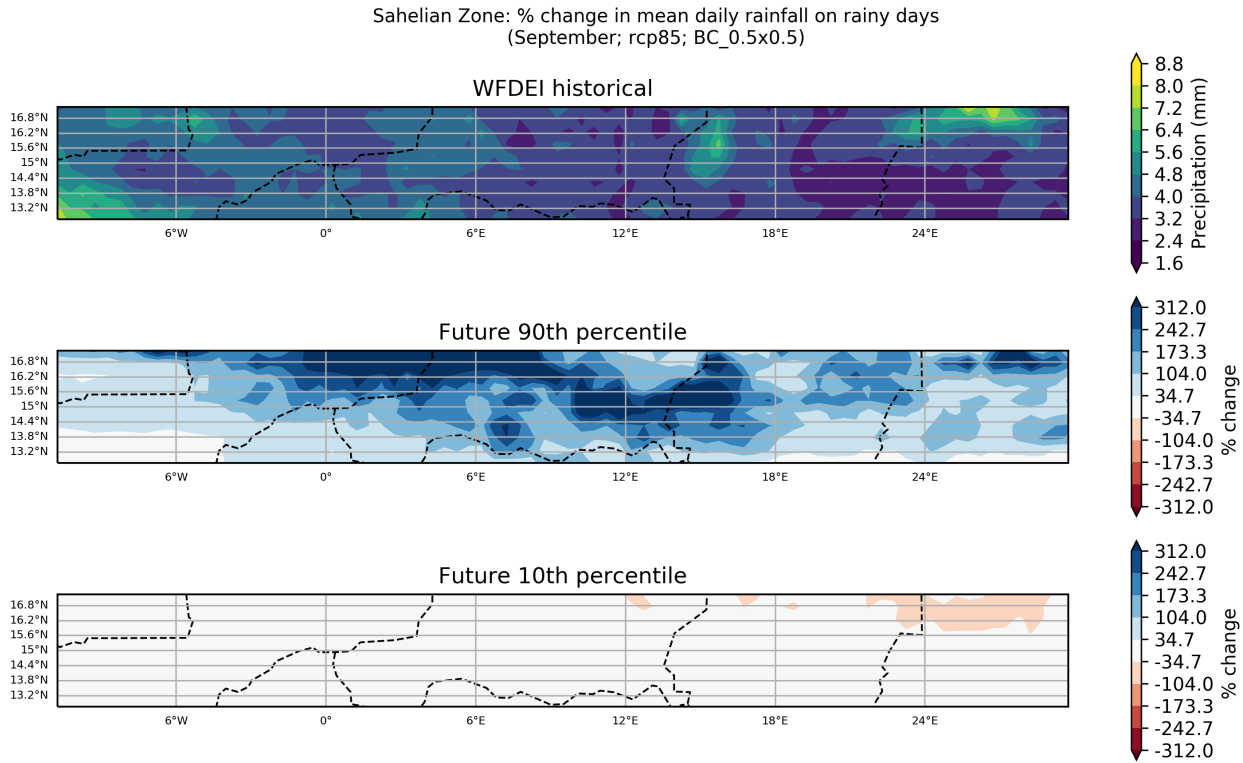 Sahelian Zone: % change in mean daily rainfall on rainy days
(September; rcp85; BC_0.5x0.5)
WFDEI historical
16.8°N
16.2°N
15.6°N
15°N
14.4°N
13.8°N
13.2°N
6°W
0°
6°E
12°E
18°E
24°E
8.8
8.0
7.2
6.4
5.6
4.8
4.0
3.2
2.4
1.6
Precipitation (mm)
Future 90th percentile
16.8°N
16.2°N
15.6°N
15°N
14.4°N
13.8°N
13.2°N
6°W
0°
6°E
12°E
18°E
24°E
312.0
242.7
173.3
104.0
34.7
-34.7
-104.0
-173.3
-242.7
-312.0
% change
Future 10th percentile
16.8°N
16.2°N
15.6°N
15°N
14.4°N
13.8°N
13.2°N
6°W
0°
6°E
12°E
18°E
24°E
312.0
242.7
173.3
104.0
34.7
-34.7
-104.0
-173.3
-242.7
-312.0
% change